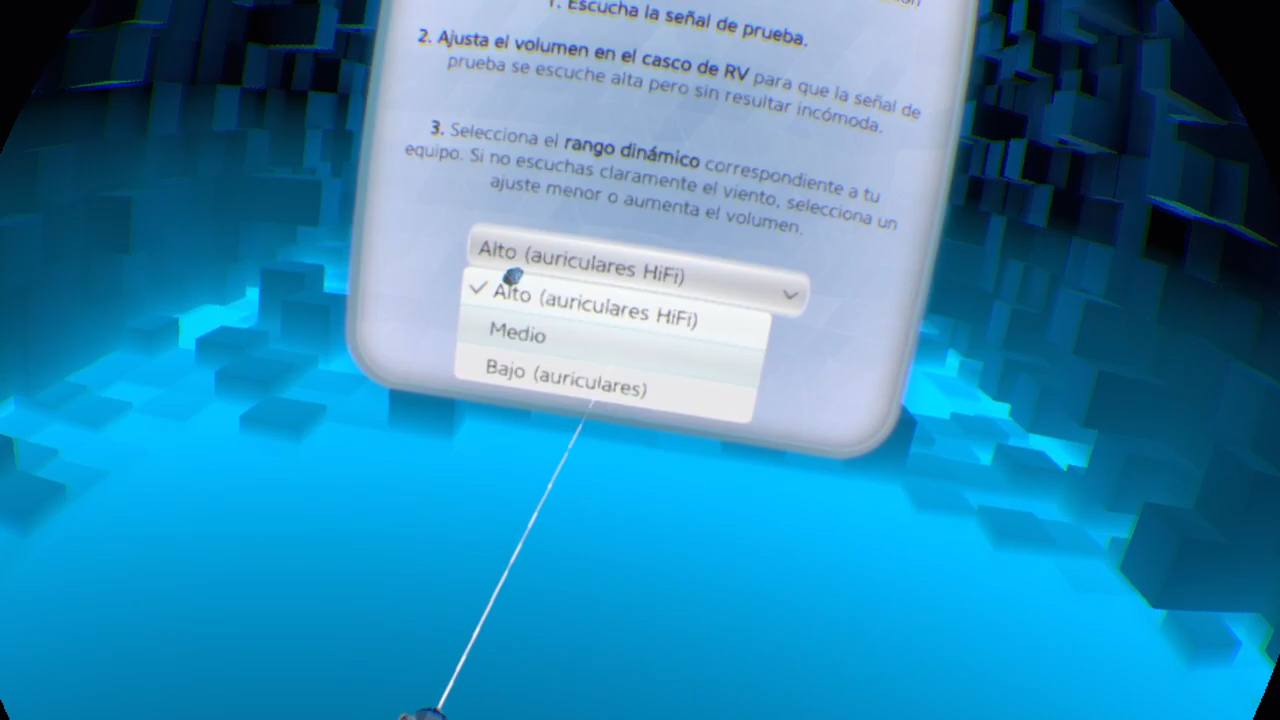 1. Escucha la señal de prueba.
2. Ajusta el volumen en el casco de RV para que la señal de
prueba se escuche alta pero sin resultar incómoda.
3. Selecciona el rango dinámico correspondiente a tu
equipo. Si no escuchas claramente el viento, selecciona un
ajuste menor o aumenta el volumen.
Alto (auriculares HiFi)
Alto (auriculares HiFi)
Medio
Bajo (auriculares)